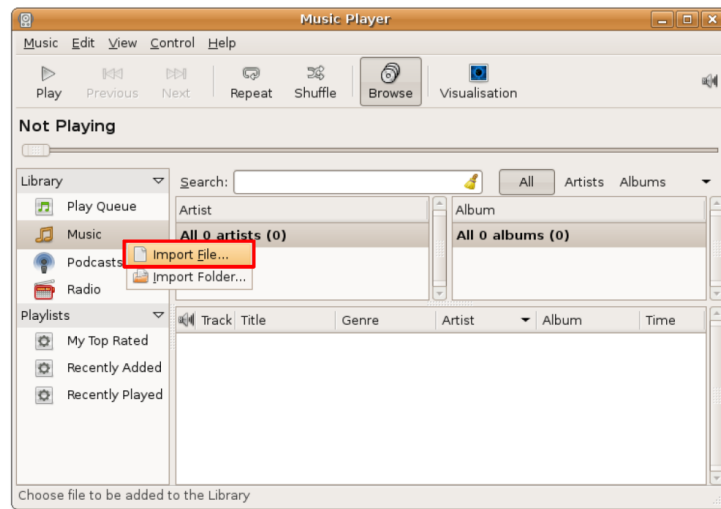 Music Player
Music Edit View Control Help
Play Previous Next Repeat Shuffle Browse Visualisation
Not Playing
Library Search: All Artists Albums
Play Queue Artist Album
Music All 0 artists (0) All 0 albums (0)
Import File...
Podcasts
Import Folder...
Radio
Playlists Track Title Genre Artist Album Time
My Top Rated
Recently Added
Recently Played
Choose file to be added to the Library